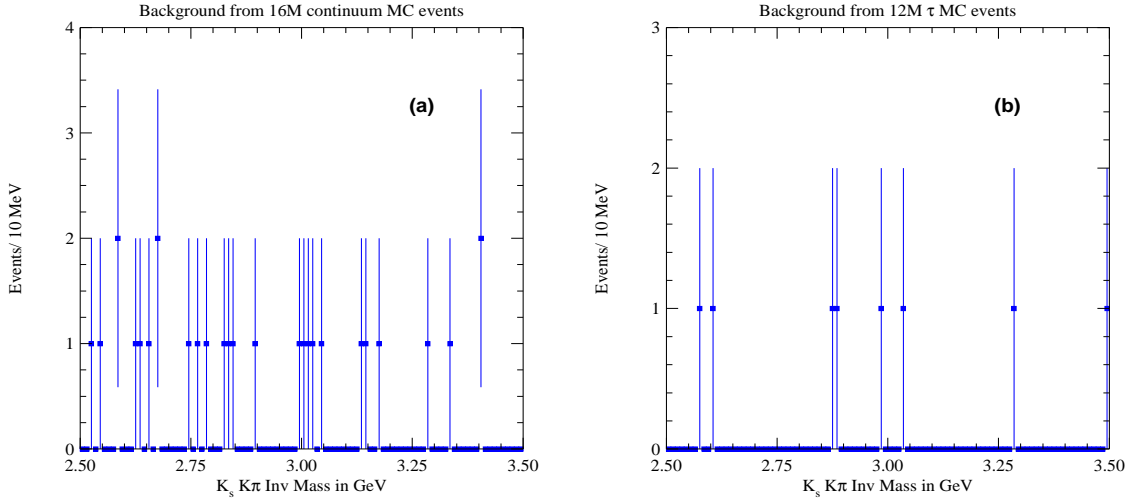 Background from 16M continuum MC events
(a)
Events/ 10 MeV
4
3
2
1
0
2.50 2.75 3.00 3.25 3.50
K_s Kπ Inv Mass in GeV
Background from 12M τ MC events
(b)
Events/ 10 MeV
3
2
1
0
2.50 2.75 3.00 3.25 3.50
K_s Kπ Inv Mass in GeV